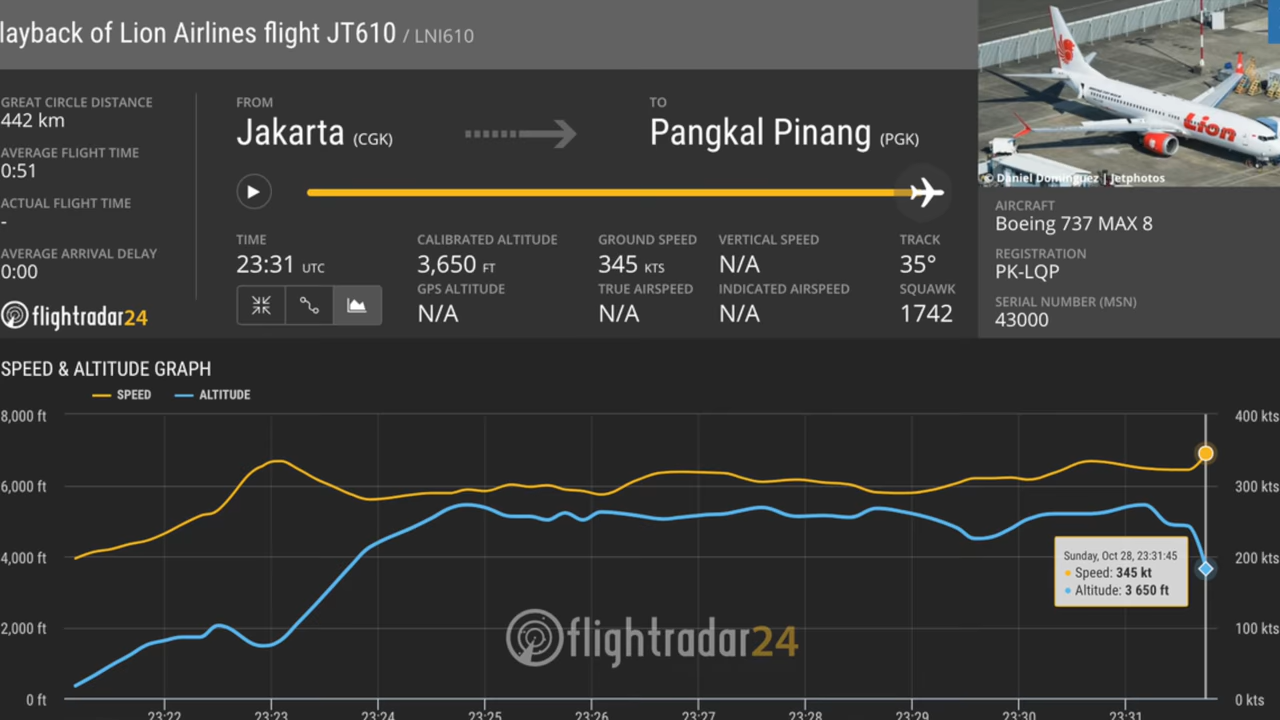 layback of Lion Airlines flight JT610 / LNI610
GREAT CIRCLE DISTANCE
442 km
AVERAGE FLIGHT TIME
0:51
ACTUAL FLIGHT TIME
-
AVERAGE ARRIVAL DELAY
0:00
flightradar24
FROM
Jakarta (CGK)
TO
Pangkal Pinang (PGK)
TIME
23:31 UTC
CALIBRATED ALTITUDE
3,650 FT
GPS ALTITUDE
N/A
GROUND SPEED
345 KTS
TRUE AIRSPEED
N/A
VERTICAL SPEED
N/A
INDICATED AIRSPEED
N/A
TRACK
35°
SQUAWK
1742
Lion
© Daniel Dominguez | Jetphotos
AIRCRAFT
Boeing 737 MAX 8
REGISTRATION
PK-LQP
SERIAL NUMBER (MSN)
43000
SPEED & ALTITUDE GRAPH
SPEED ALTITUDE
8,000 ft 400 kts
6,000 ft 300 kts
4,000 ft 200 kts
2,000 ft 100 kts
0 ft 0 kts
Sunday, Oct 28, 23:31:45
Speed: 345 kt
Altitude: 3 650 ft
flightradar24
23:22 23:23 23:24 23:25 23:26 23:27 23:28 23:29 23:30 23:31